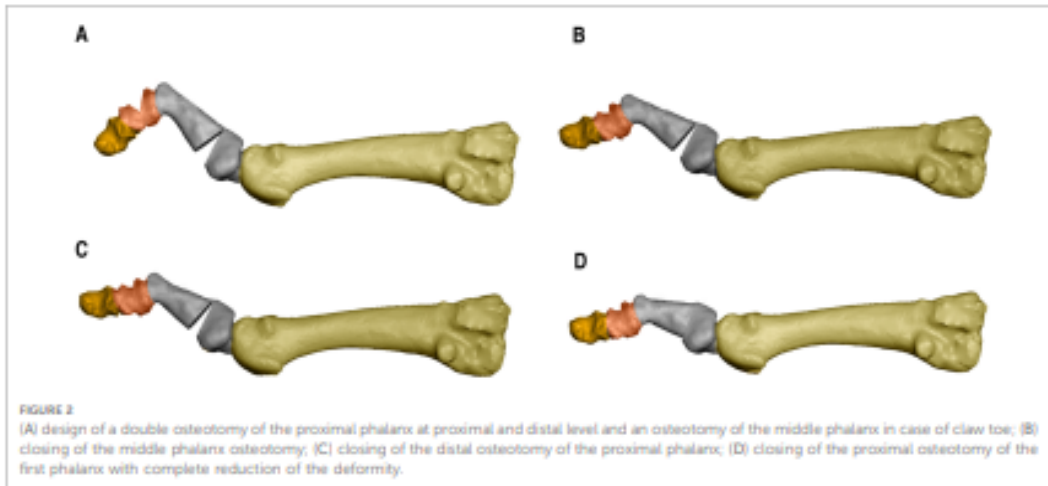 A
B
C
D
FIGURE 2
(A) design of a double osteotomy of the proximal phalanx at proximal and distal level and an osteotomy of the middle phalanx in case of claw toe; (B)
closing of the middle phalanx osteotomy; (C) closing of the distal osteotomy of the proximal phalanx; (D) closing of the proximal osteotomy of the
first phalanx with complete reduction of the deformity.